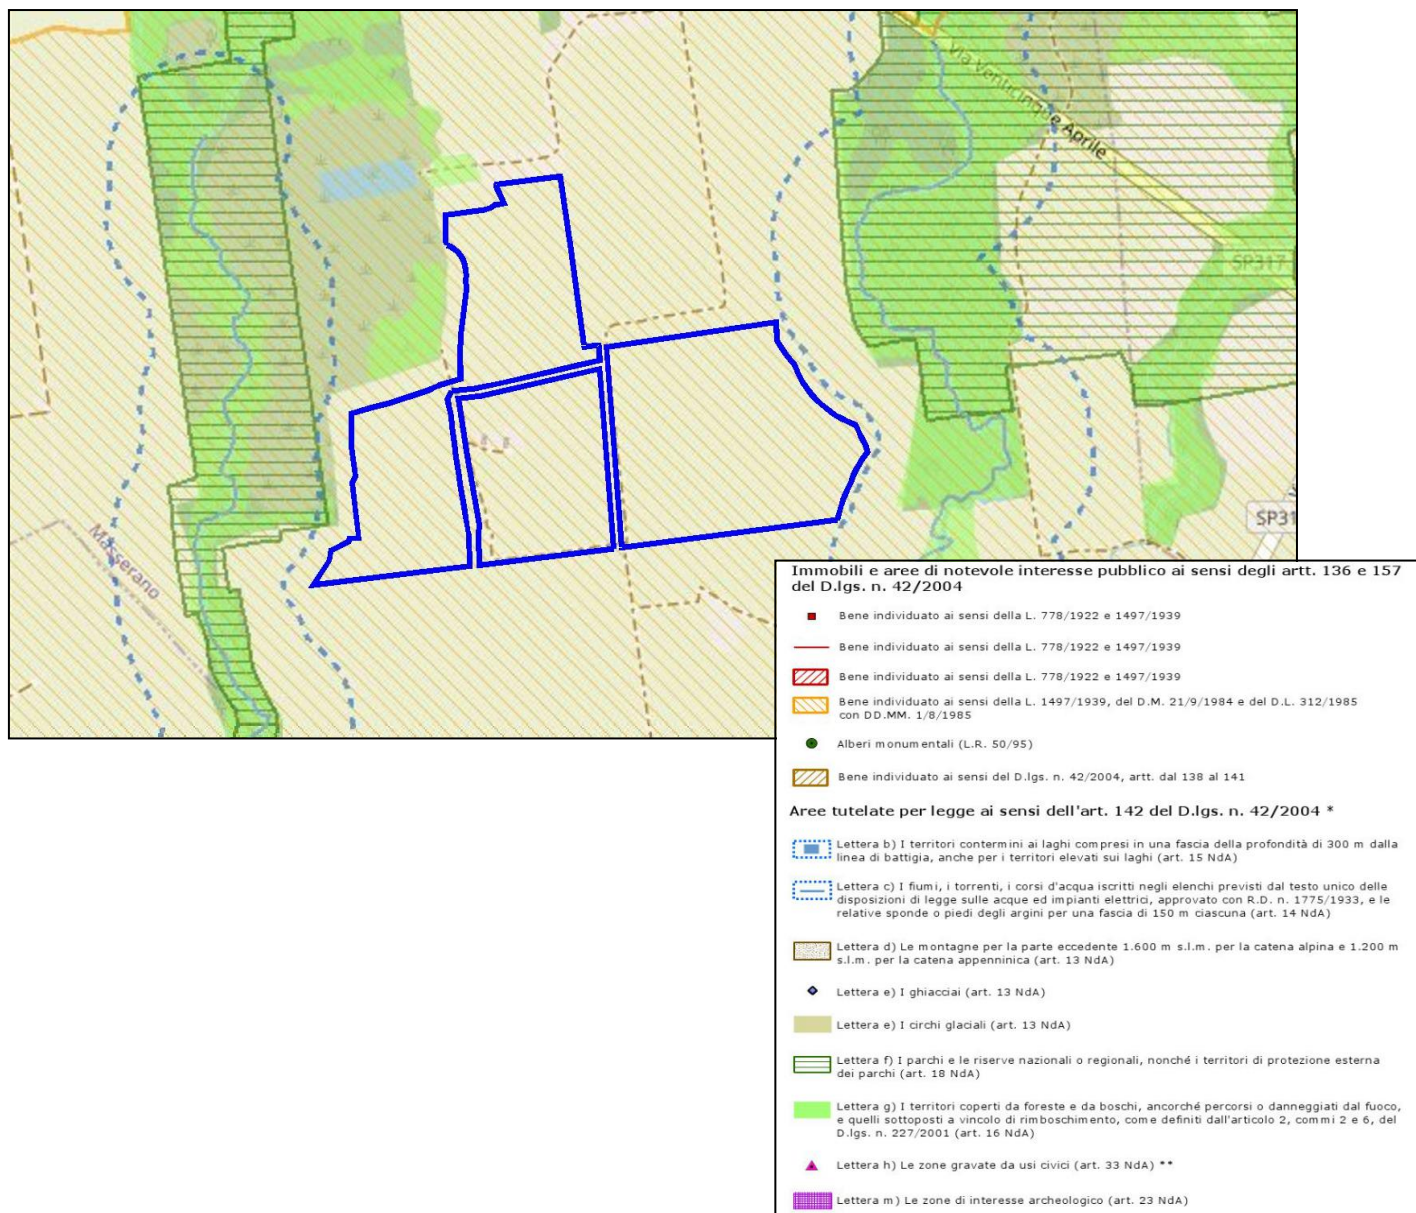 Via Venticinque Aprile
SP317
SP31
Masserano
Immobili e aree di notevole interesse pubblico ai sensi degli artt. 136 e 157
del D.lgs. n. 42/2004
Bene individuato ai sensi della L. 778/1922 e 1497/1939
Bene individuato ai sensi della L. 778/1922 e 1497/1939
Bene individuato ai sensi della L. 778/1922 e 1497/1939
Bene individuato ai sensi della L. 1497/1939, del D.M. 21/9/1984 e del D.L. 312/1985
con DD.MM. 1/8/1985
Alberi monumentali (L.R. 50/95)
Bene individuato ai sensi del D.lgs. n. 42/2004, artt. dal 138 al 141
Aree tutelate per legge ai sensi dell'art. 142 del D.lgs. n. 42/2004 *
Lettera b) I territori contermini ai laghi compresi in una fascia della profondità di 300 m dalla
linea di battigia, anche per i territori elevati sui laghi (art. 15 NdA)
Lettera c) I fiumi, i torrenti, i corsi d'acqua iscritti negli elenchi previsti dal testo unico delle
disposizioni di legge sulle acque ed impianti elettrici, approvato con R.D. n. 1775/1933, e le
relative sponde o piedi degli argini per una fascia di 150 m ciascuna (art. 14 NdA)
Lettera d) Le montagne per la parte eccedente 1.600 m s.l.m. per la catena alpina e 1.200 m
s.l.m. per la catena appenninica (art. 13 NdA)
Lettera e) I ghiacciai (art. 13 NdA)
Lettera e) I circhi glaciali (art. 13 NdA)
Lettera f) I parchi e le riserve nazionali o regionali, nonché i territori di protezione esterna
dei parchi (art. 18 NdA)
Lettera g) I territori coperti da foreste e da boschi, ancorché percorsi o danneggiati dal fuoco,
e quelli sottoposti a vincolo di rimboschimento, come definiti dall'articolo 2, commi 2 e 6, del
D.lgs. n. 227/2001 (art. 16 NdA)
Lettera h) Le zone gravate da usi civici (art. 33 NdA) **
Lettera m) Le zone di interesse archeologico (art. 23 NdA)